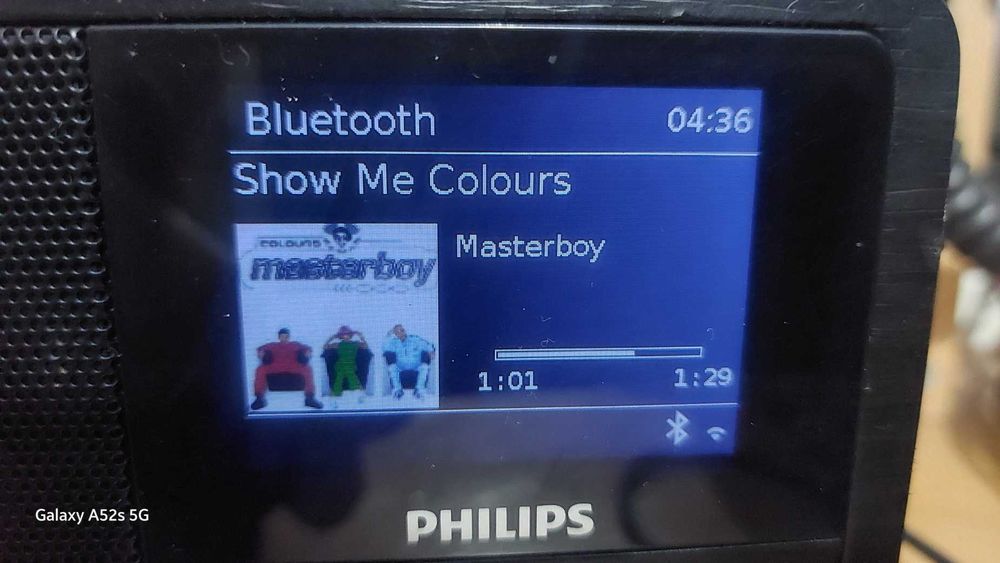 Bluetooth 04:36
Show Me Colours
COLOURS
masterboy
Masterboy
1:01 1:29
PHILIPS
Galaxy A52s 5G